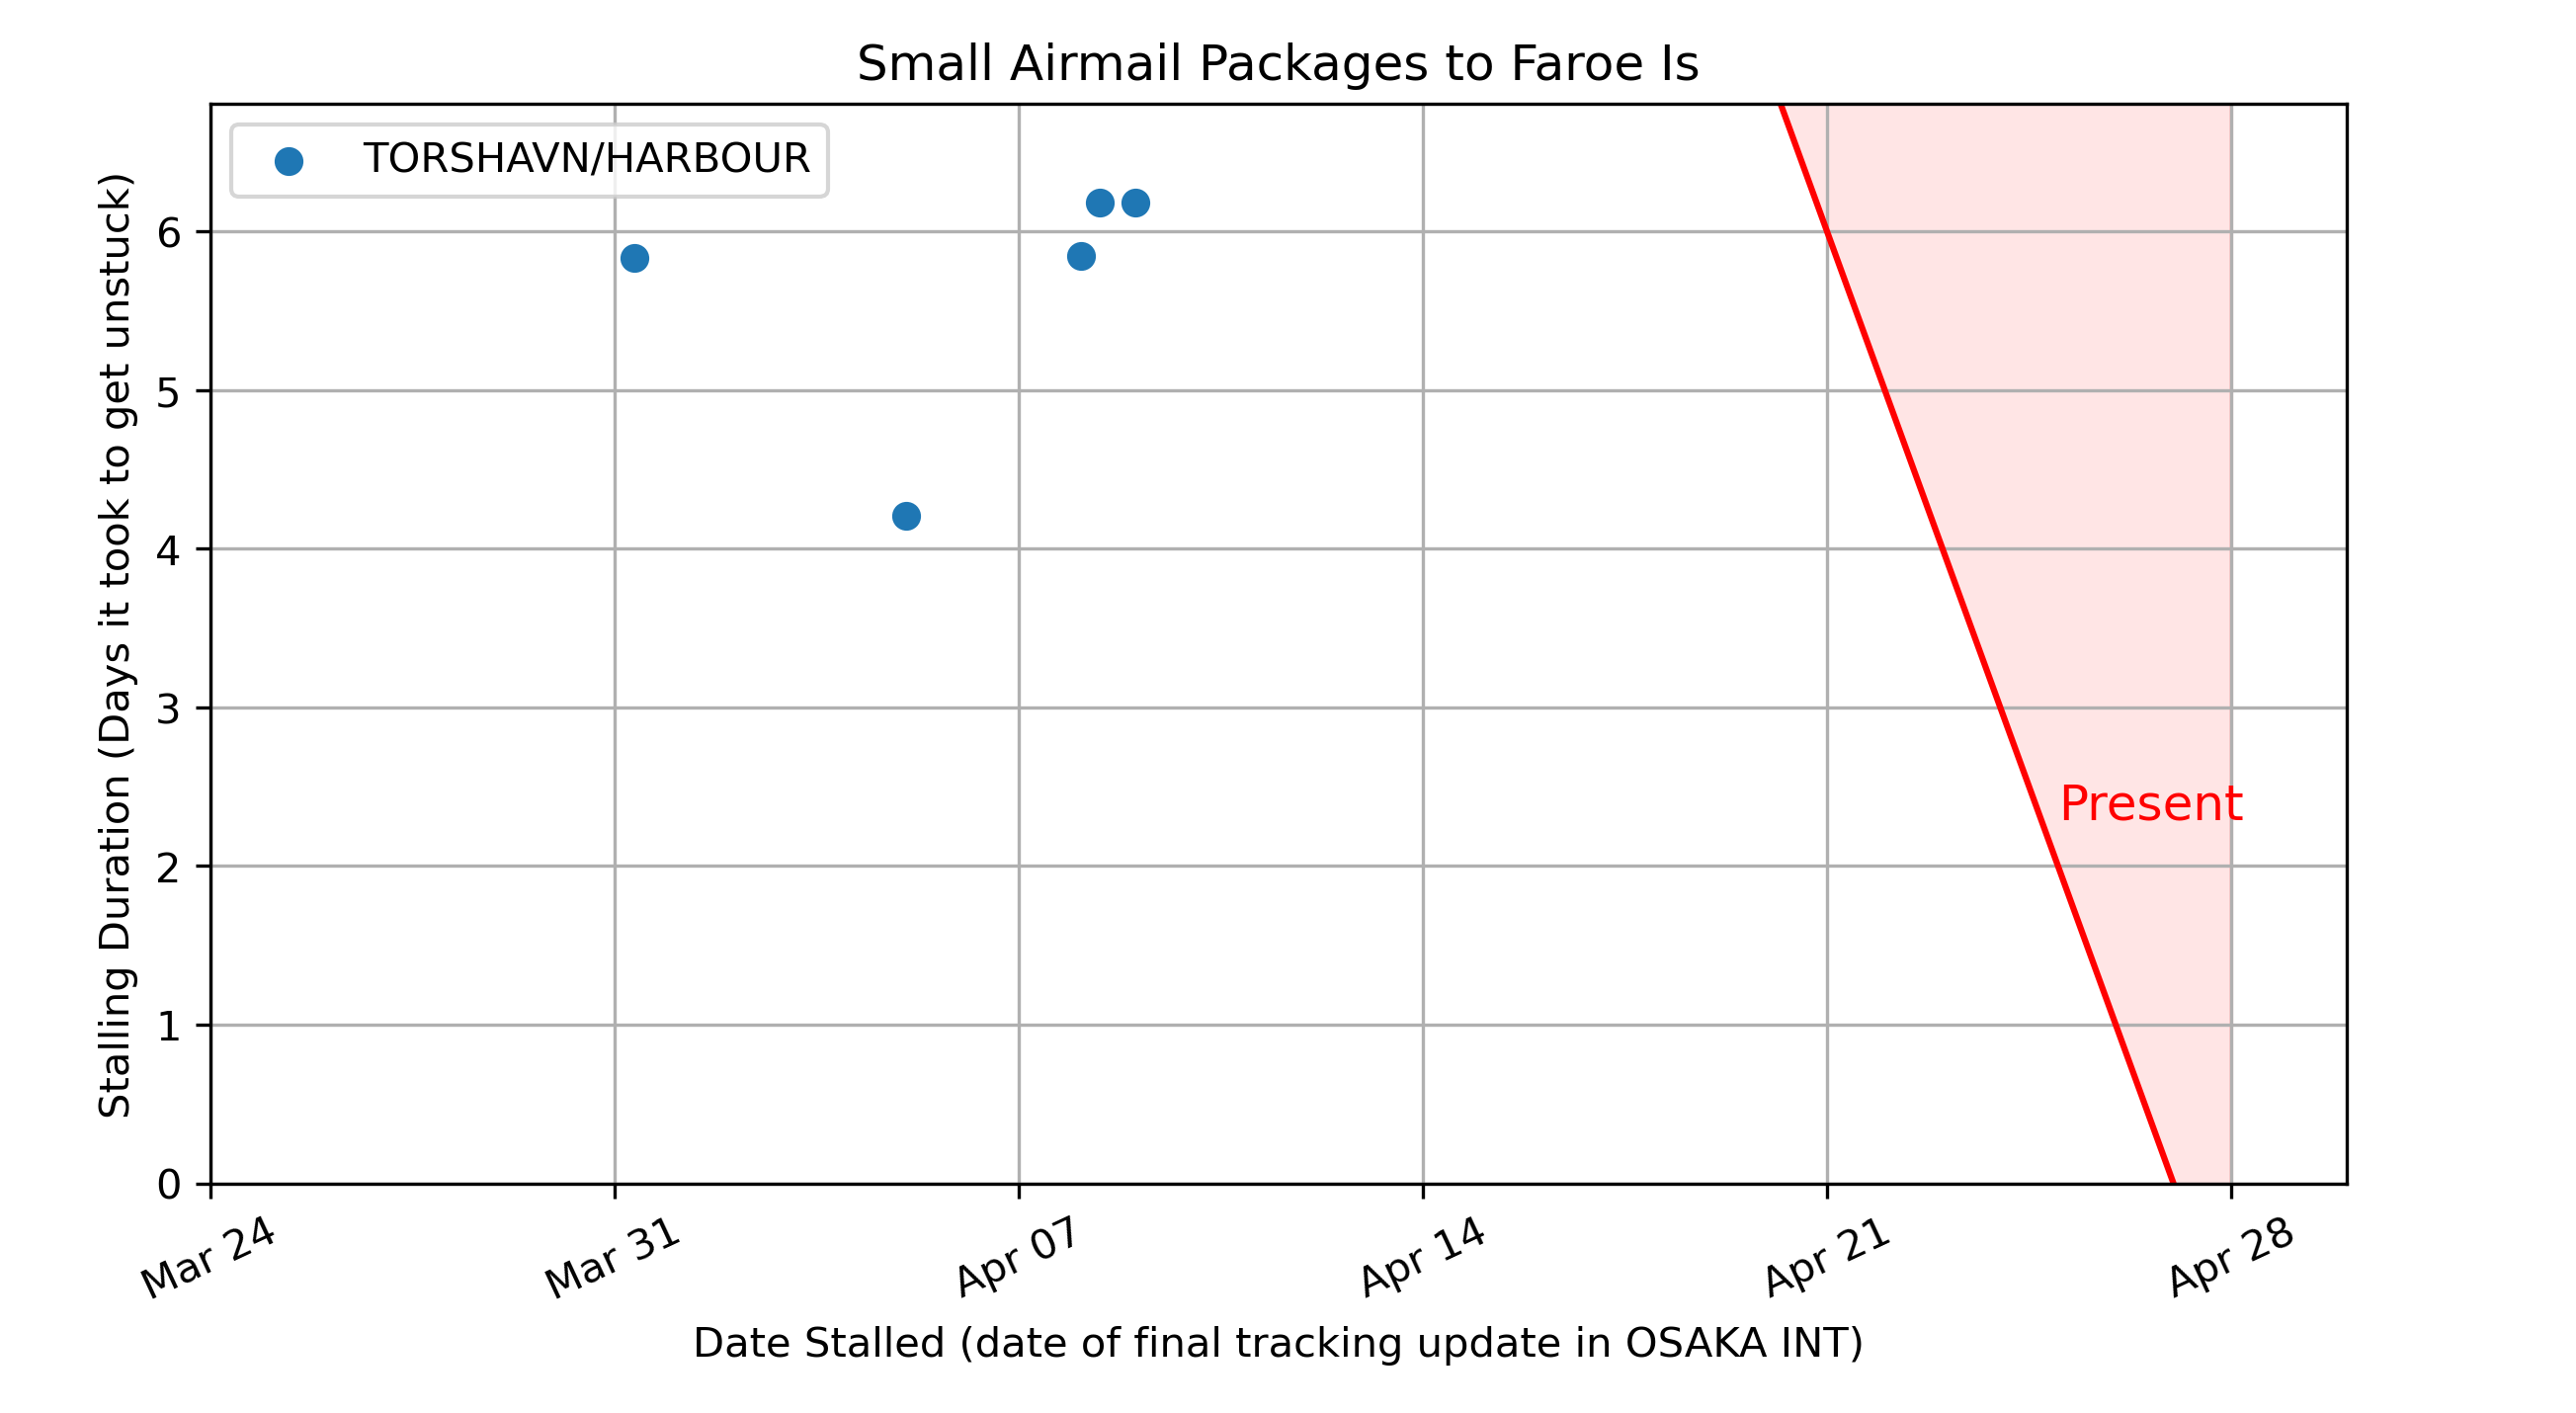 Small Airmail Packages to Faroe Is
TORSHAVN/HARBOUR
Stalling Duration (Days it took to get unstuck)
6
5
4
3
2
1
0
Present
Mar 24
Mar 31
Apr 07
Apr 14
Apr 21
Apr 28
Date Stalled (date of final tracking update in OSAKA INT)